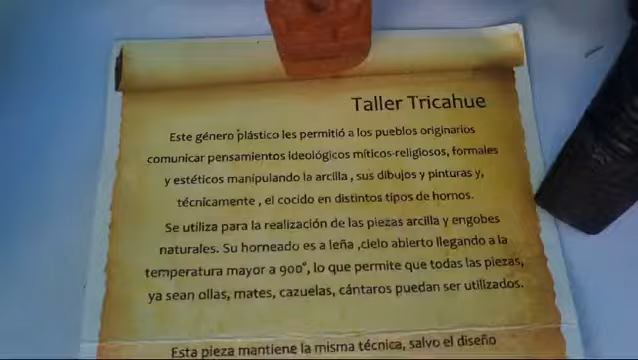 Taller Tricahue
Este género plástico les permitió a los pueblos originarios
comunicar pensamientos ideológicos míticos-religiosos, formales
y estéticos manipulando la arcilla , sus dibujos y pinturas y,
técnicamente , el cocido en distintos tipos de hornos.
Se utiliza para la realización de las piezas arcilla y engobes
naturales. Su horneado es a leña ,cielo abierto llegando a la
temperatura mayor a 900°, lo que permite que todas las piezas,
ya sean ollas, mates, cazuelas, cántaros puedan ser utilizados.
Esta pieza mantiene la misma técnica, salvo el diseño